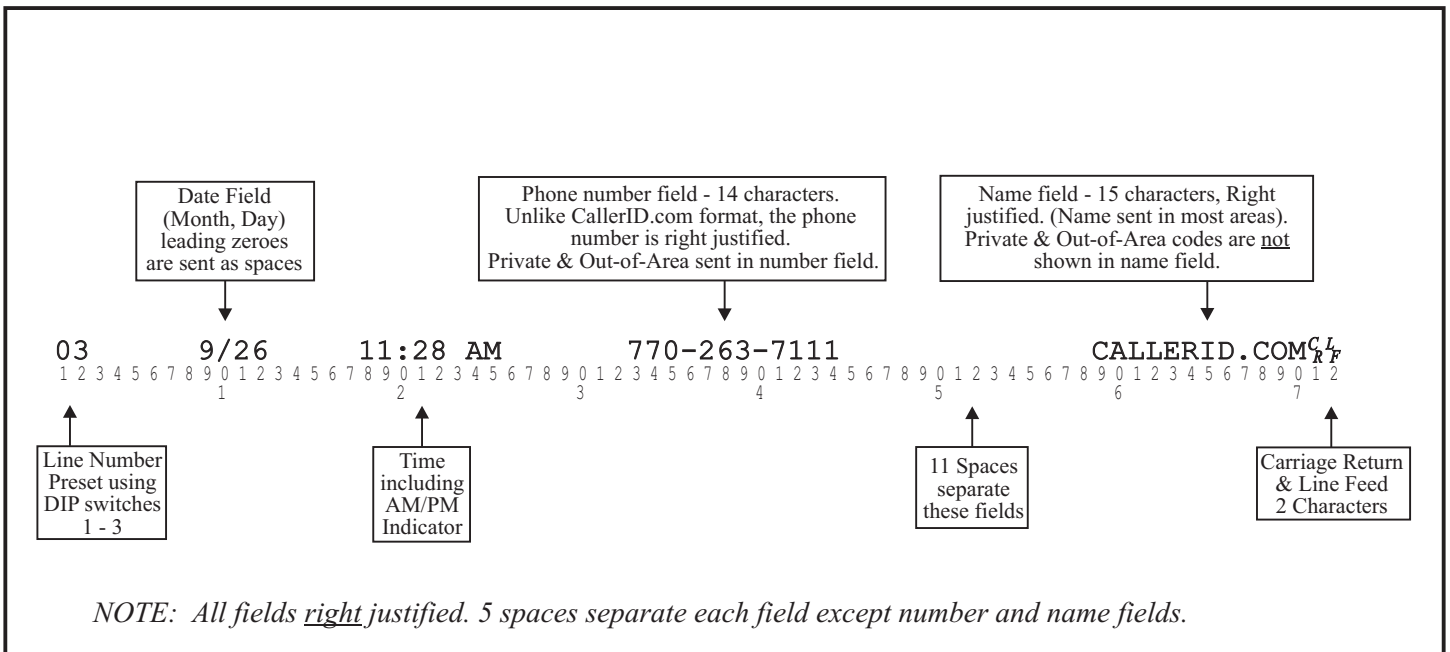 Date Field
(Month, Day)
leading zeroes
are sent as spaces
Phone number field - 14 characters.
Unlike CallerID.com format, the phone
number is right justified.
Private & Out-of-Area sent in number field.
Name field - 15 characters, Right
justified. (Name sent in most areas).
Private & Out-of-Area codes are not
shown in name field.
03 9/26 11:28 AM 770-263-7111 CALLERID.COM CR LF
1 2 3 4 5 6 7 8 9 0 1 2 3 4 5 6 7 8 9 0 1 2 3 4 5 6 7 8 9 0 1 2 3 4 5 6 7 8 9 0 1 2 3 4 5 6 7 8 9 0 1 2 3 4 5 6 7 8 9 0 1 2 3 4 5 6 7 8 9 0 1 2
1 2 3 4 5 6 7
Line Number
Preset using
DIP switches
1 - 3
Time
including
AM/PM
Indicator
11 Spaces
separate
these fields
Carriage Return
& Line Feed
2 Characters
NOTE: All fields right justified. 5 spaces separate each field except number and name fields.